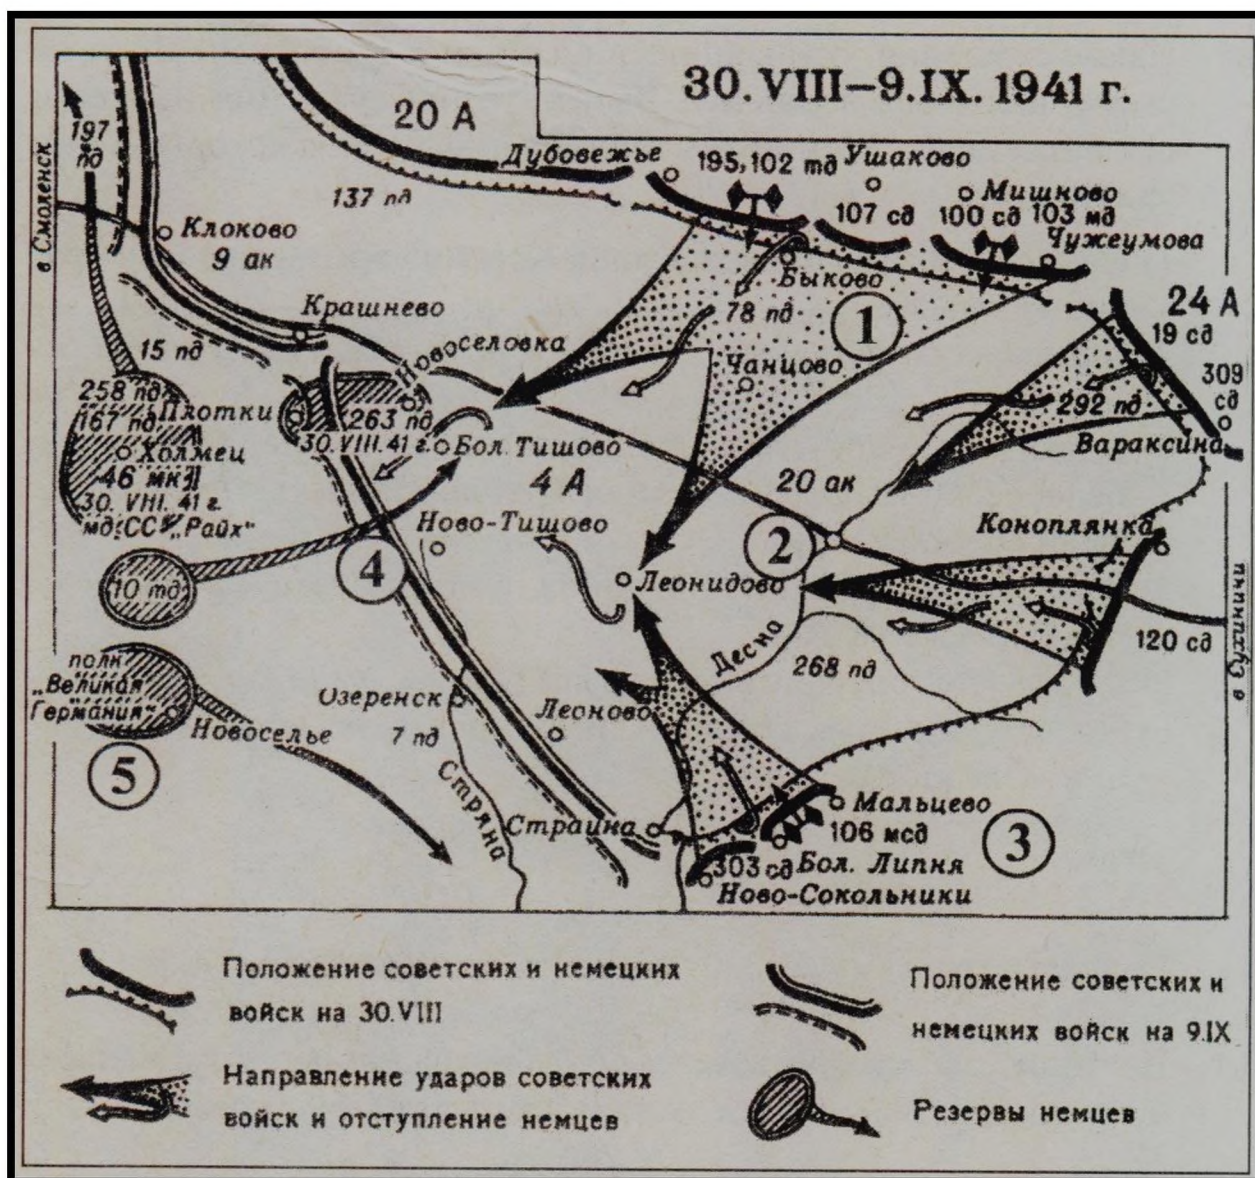 30.VIII–9.IX. 1941 г.
20 А
Дубовежье
195, 102 тд
Ушаково
Мишково
107 сд
100 сд
103 мд
Чужеумова
197
пд
137 пд
в Смоленск
Клоково
9 ак
Быково
1
24 А
19 сд
Крашнево
78 пд
15 пд
Новоселовка
Чанцово
309
сд
258 пд
167 пд
Плотки
263 пд
292 пд
30. VIII. 41 г.
Бол. Тишово
Вараксина
Холмец
46 мк
4 А
20 ак
30. VIII. 41 г.
мд СС „Райх“
Ново-Тишово
2
Коноплянка
4
10 тд
Леонидово
в Сухиничи
120 сд
полк
„Великая
Германия“
Десна
268 пд
Озеренск
Новоселье
7 пд
Леоново
5
Стряна
Мальцево
Страина
106 мсд
3
303 сд
Бол. Липня
Ново-Сокольники
Положение советских и немецких
войск на 30.VIII
Положение советских и
немецких войск на 9.IX
Направление ударов советских
войск и отступление немцев
Резервы немцев